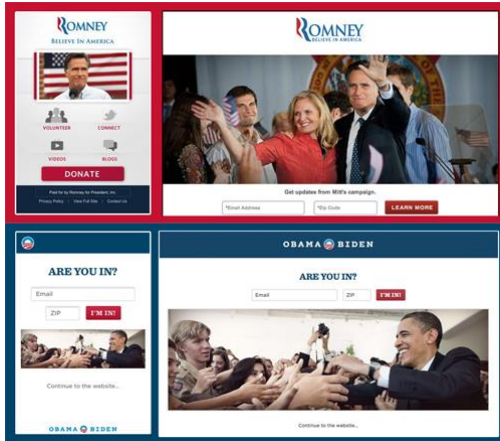 ROMNEY
BELIEVE IN AMERICA
VOLUNTEER CONNECT
VIDEOS BLOGS
DONATE
Paid for by Romney for President, Inc.
Privacy Policy | View Full Site | Contact Us
ROMNEY
BELIEVE IN AMERICA
Get updates from Mitt's campaign.
*Email Address *Zip Code LEARN MORE
ARE YOU IN?
Email
ZIP I'M IN!
Continue to the website...
OBAMA BIDEN
OBAMA BIDEN
ARE YOU IN?
Email ZIP I'M IN!
Continue to the website...